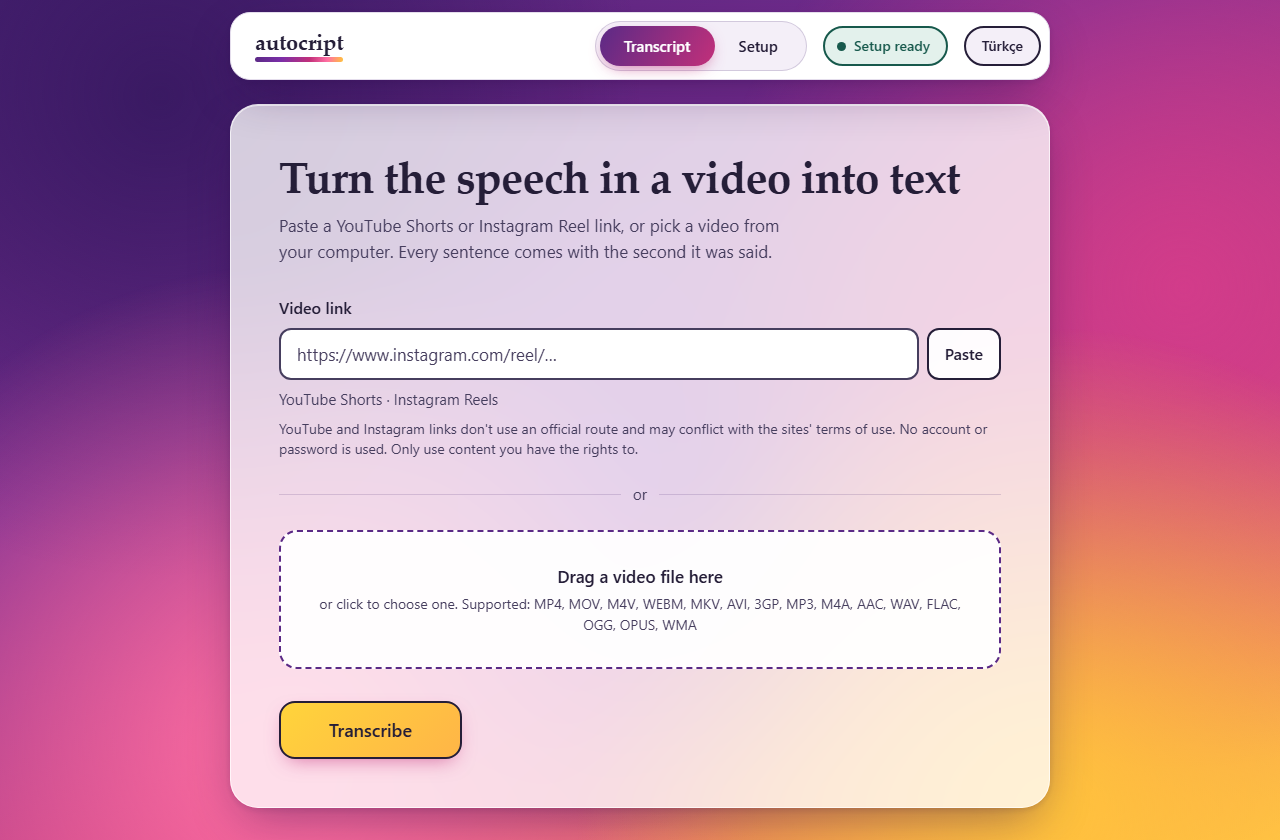 autocript
Transcript
Setup
Setup ready
Türkçe
Turn the speech in a video into text
Paste a YouTube Shorts or Instagram Reel link, or pick a video from
your computer. Every sentence comes with the second it was said.
Video link
https://www.instagram.com/reel/...
Paste
YouTube Shorts · Instagram Reels
YouTube and Instagram links don't use an official route and may conflict with the sites' terms of use. No account or
password is used. Only use content you have the rights to.
or
Drag a video file here
or click to choose one. Supported: MP4, MOV, M4V, WEBM, MKV, AVI, 3GP, MP3, M4A, AAC, WAV, FLAC,
OGG, OPUS, WMA
Transcribe